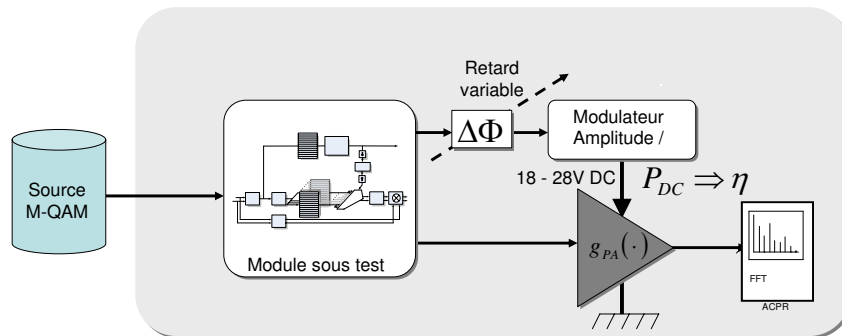 Retard
variable
ΔΦ
Modulateur
Amplitude /
Source
M-QAM
18 - 28V DC
P_DC ⇒ η
g_PA(·)
Module sous test
FFT
ACPR